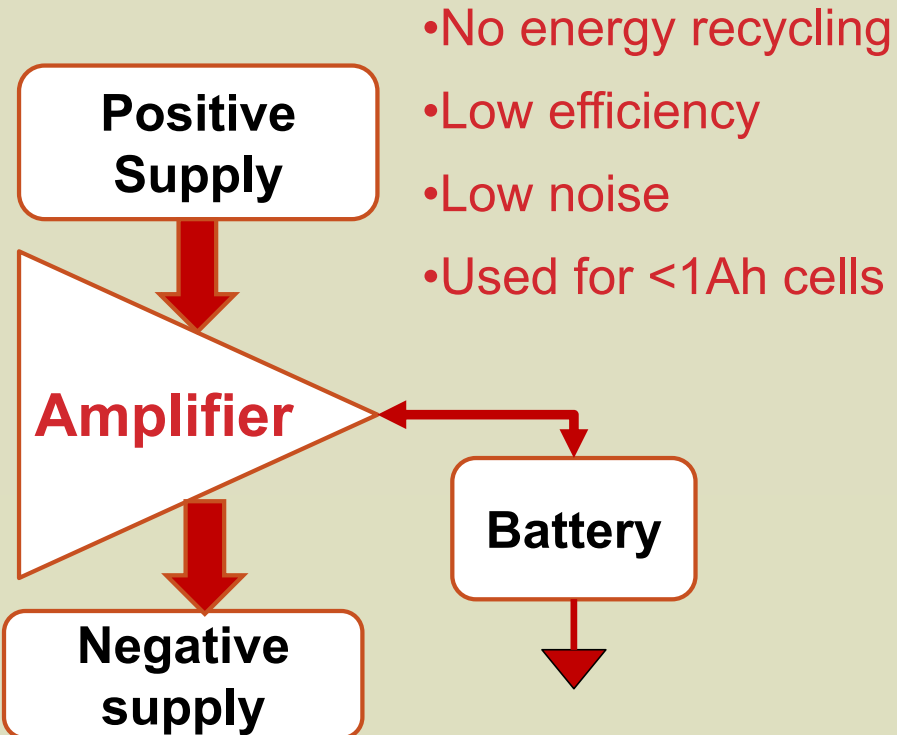 •No energy recycling
•Low efficiency
•Low noise
•Used for <1Ah cells
Positive
Supply
Amplifier
Battery
Negative
supply